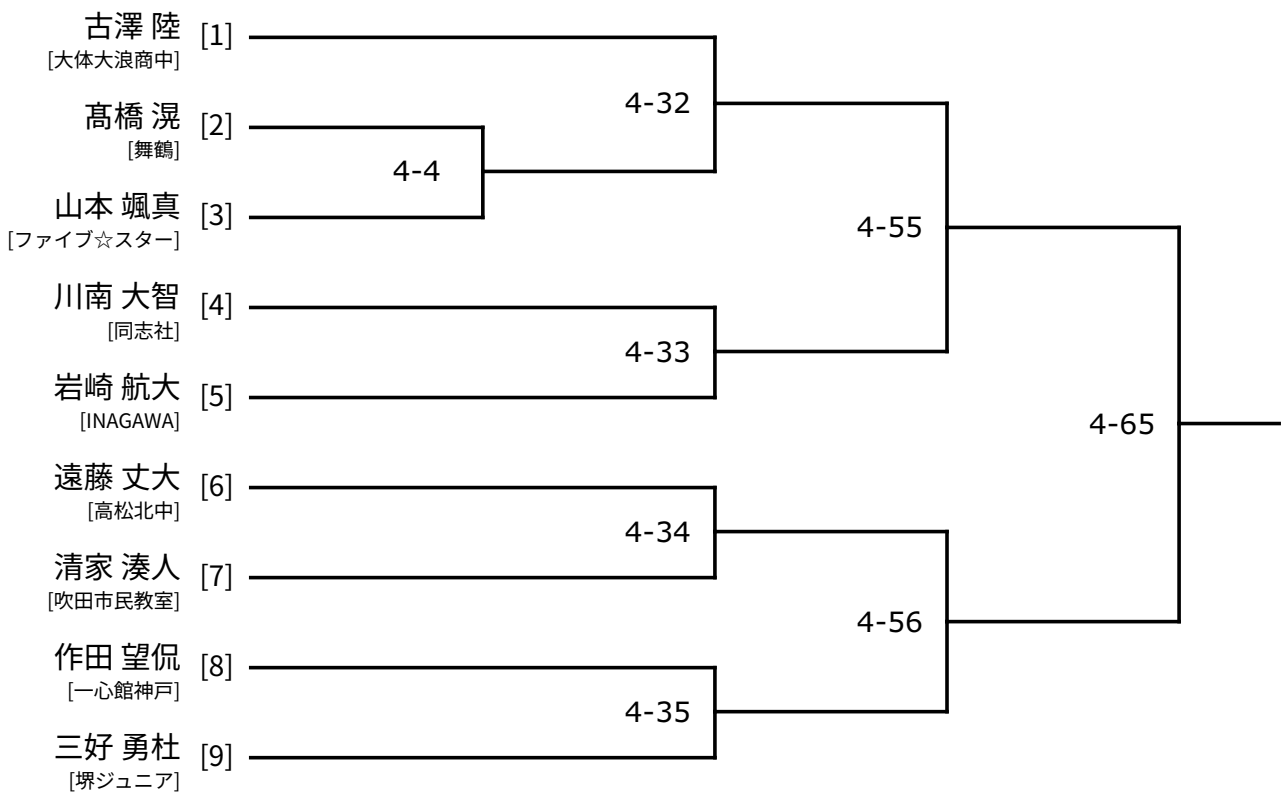 古澤 陸 [1]
[大体大浪商中]
4-32
髙橋 滉 [2]
[舞鶴]
4-4
山本 颯真 [3]
[ファイブ☆スター]
4-55
川南 大智 [4]
[同志社]
4-33
岩崎 航大 [5]
[INAGAWA]
4-65
遠藤 丈大 [6]
[高松北中]
4-34
清家 湊人 [7]
[吹田市民教室]
4-56
作田 望侃 [8]
[一心館神戸]
4-35
三好 勇杜 [9]
[堺ジュニア]